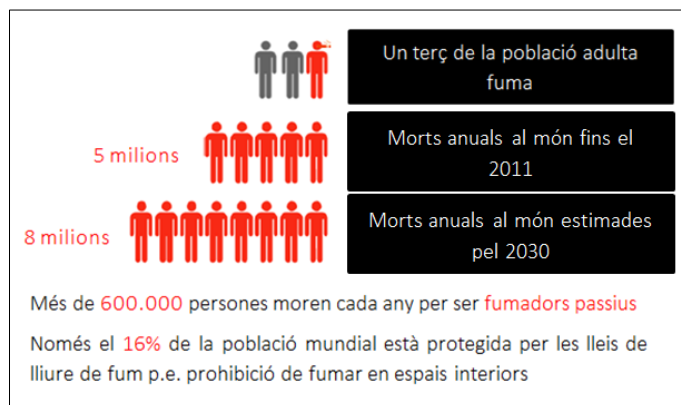 Un terç de la població adulta
fuma
5 milions
Morts anuals al món fins el
2011
8 milions
Morts anuals al món estimades
pel 2030
Més de 600.000 persones moren cada any per ser fumadors passius
Només el 16% de la població mundial està protegida per les lleis de
lliure de fum p.e. prohibició de fumar en espais interiors